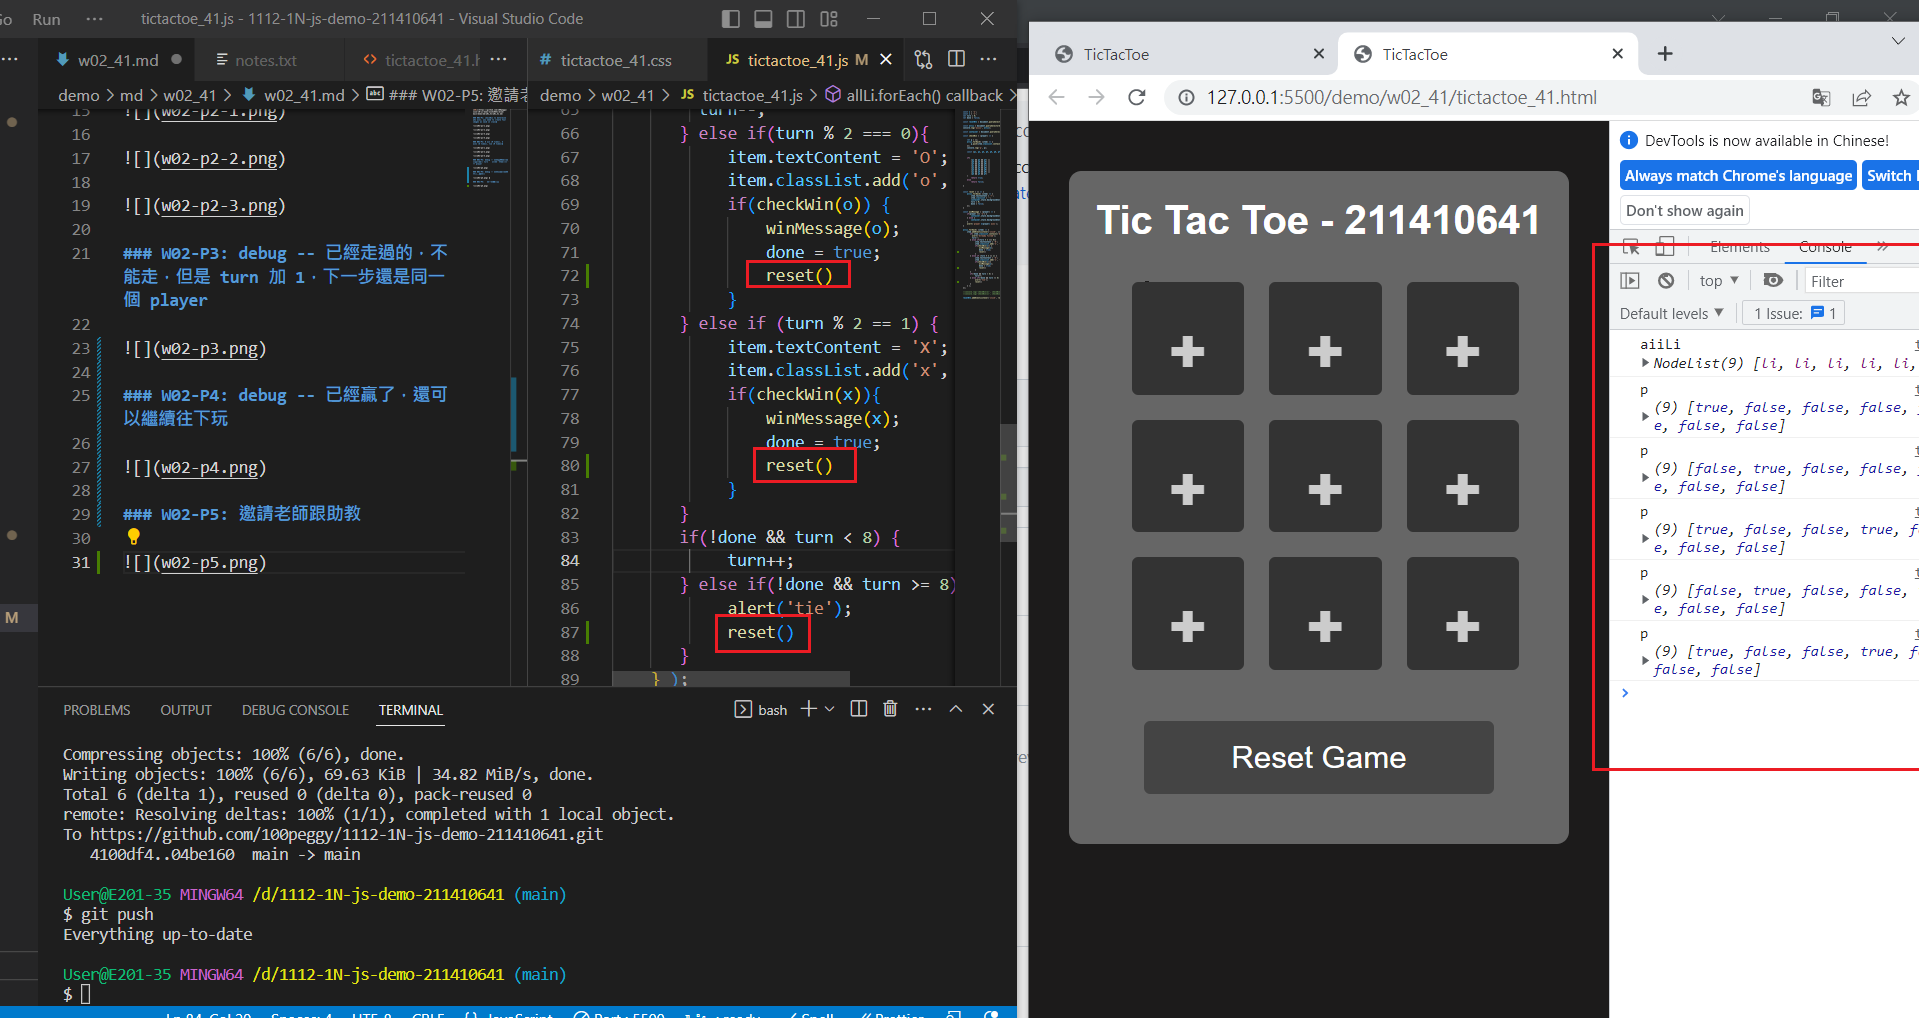 Go Run ··· tictactoe_41.js - 1112-1N-js-demo-211410641 - Visual Studio Code
w02_41.md
notes.txt
tictactoe_41.h
demo > md > w02_41 > w02_41.md > ### W02-P5: 邀請老
15 ![](w02-p2-1.png)
16
17 ![](w02-p2-2.png)
18
19 ![](w02-p2-3.png)
20
21 ### W02-P3: debug -- 已經走過的，不
能走，但是 turn 加 1，下一步還是同一
個 player
22
23 ![](w02-p3.png)
24
25 ### W02-P4: debug -- 已經贏了，還可
以繼續往下玩
26
27 ![](w02-p4.png)
28
29 ### W02-P5: 邀請老師跟助教
30
31 ![](w02-p5.png)
M
# tictactoe_41.css
JS tictactoe_41.js M
demo > w02_41 > JS tictactoe_41.js > allLi.forEach() callback >
65 turn--;
66 } else if(turn % 2 === 0){
67 item.textContent = 'O';
68 item.classList.add('o',
69 if(checkWin(o)) {
70 winMessage(o);
71 done = true;
72 reset()
73 }
74 } else if (turn % 2 == 1) {
75 item.textContent = 'X';
76 item.classList.add('x',
77 if(checkWin(x)){
78 winMessage(x);
79 done = true;
80 reset()
81 }
82 }
83 if(!done && turn < 8) {
84 turn++;
85 } else if(!done && turn >= 8)
86 alert('tie');
87 reset()
88 }
89 } );
PROBLEMS OUTPUT DEBUG CONSOLE TERMINAL
bash
Compressing objects: 100% (6/6), done.
Writing objects: 100% (6/6), 69.63 KiB | 34.82 MiB/s, done.
Total 6 (delta 1), reused 0 (delta 0), pack-reused 0
remote: Resolving deltas: 100% (1/1), completed with 1 local object.
To https://github.com/100peggy/1112-1N-js-demo-211410641.git
4100df4..04be160 main -> main
User@E201-35 MINGW64 /d/1112-1N-js-demo-211410641 (main)
$ git push
Everything up-to-date
User@E201-35 MINGW64 /d/1112-1N-js-demo-211410641 (main)
$
TicTacToe
TicTacToe
127.0.0.1:5500/demo/w02_41/tictactoe_41.html
Tic Tac Toe - 211410641
Reset Game
DevTools is now available in Chinese!
Always match Chrome's language
Switch
Don't show again
Elements Console »
top ▼ Filter
Default levels ▼ 1 Issue: 1
aiiLi
NodeList(9) [li, li, li, li, li,
p
(9) [true, false, false, false,
e, false, false]
p
(9) [false, true, false, false,
e, false, false]
p
(9) [true, false, false, true, f
e, false, false]
p
(9) [false, true, false, false,
e, false, false]
p
(9) [true, false, false, true, f
false, false]